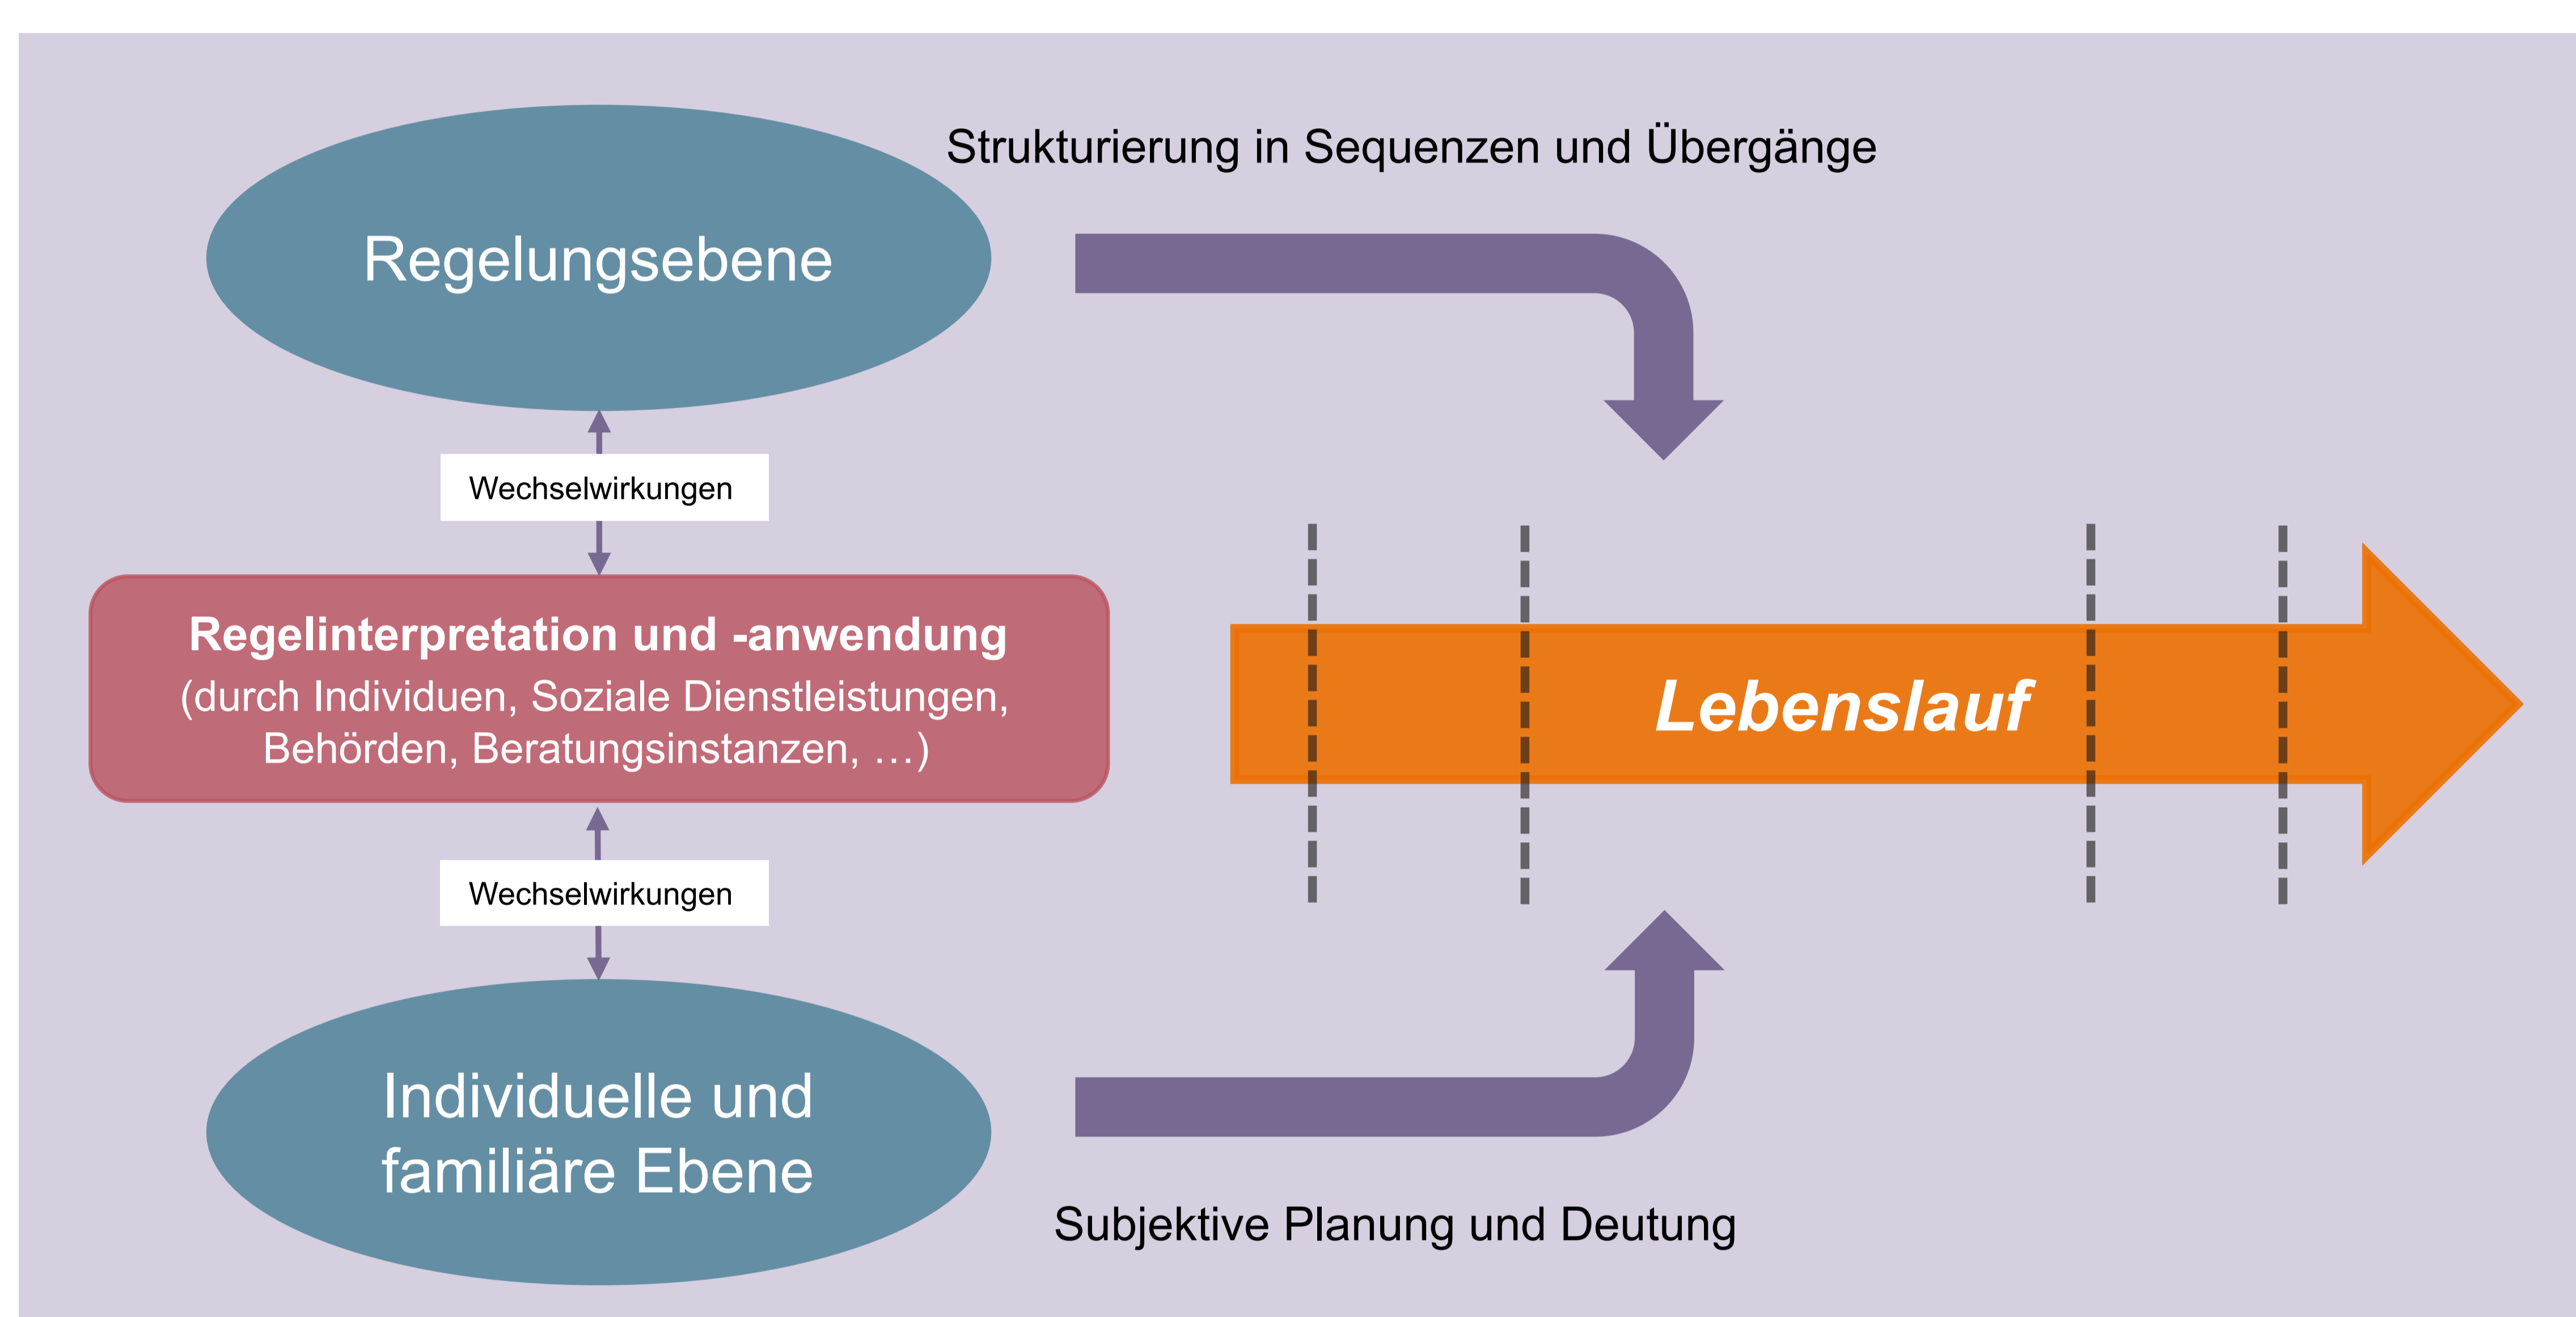 Strukturierung in Sequenzen und Übergänge
Regelungsebene
Wechselwirkungen
Regelinterpretation und -anwendung
(durch Individuen, Soziale Dienstleistungen,
Behörden, Beratungsinstanzen, …)
Lebenslauf
Wechselwirkungen
Individuelle und
familiäre Ebene
Subjektive Planung und Deutung